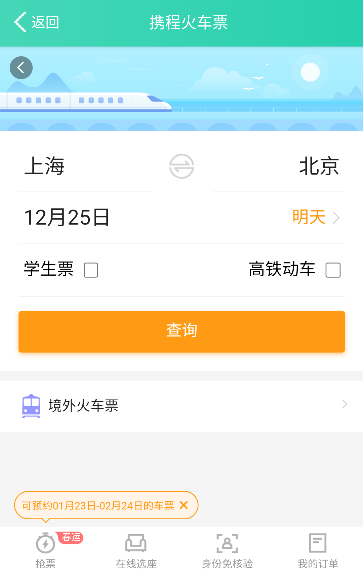 返回 携程火车票
上海 北京
12月25日 明天
学生票 高铁动车
查询
境外火车票
可预约01月23日-02月24日的车票
春运
抢票 在线选座 身份免核验 我的订单